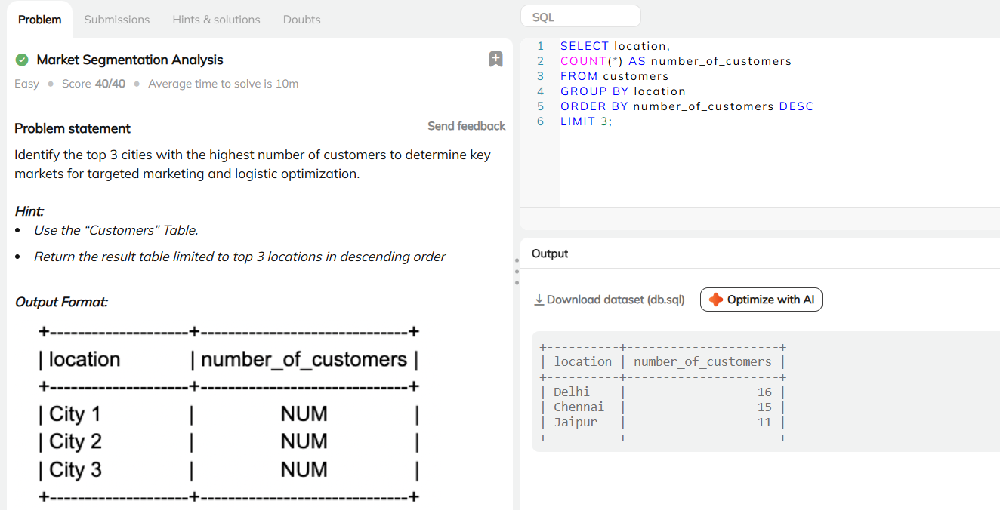 Problem Submissions Hints & solutions Doubts
Market Segmentation Analysis
Easy • Score 40/40 • Average time to solve is 10m
Problem statement
Send feedback
Identify the top 3 cities with the highest number of customers to determine key
markets for targeted marketing and logistic optimization.
Hint:
• Use the “Customers” Table.
• Return the result table limited to top 3 locations in descending order
Output Format:
+--------------------+------------------------------+
| location | number_of_customers |
+--------------------+------------------------------+
| City 1 | NUM |
| City 2 | NUM |
| City 3 | NUM |
+--------------------+------------------------------+
SQL
1 SELECT location,
2 COUNT(*) AS number_of_customers
3 FROM customers
4 GROUP BY location
5 ORDER BY number_of_customers DESC
6 LIMIT 3;
Output
Download dataset (db.sql) Optimize with AI
+----------+---------------------+
| location | number_of_customers |
+----------+---------------------+
| Delhi    |                  16 |
| Chennai  |                  15 |
| Jaipur   |                  11 |
+----------+---------------------+